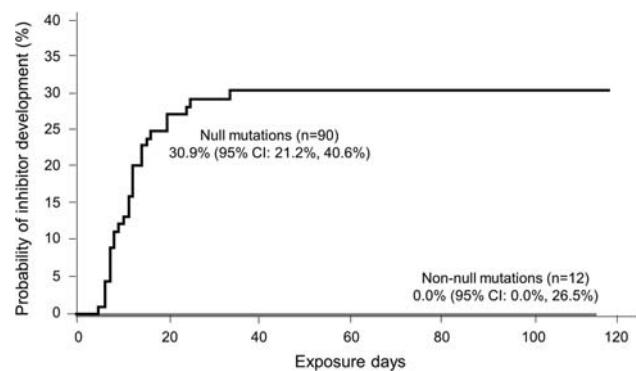 Probability of inhibitor development (%)
40
35
30
25
20
15
10
5
0
Null mutations (n=90)
30.9% (95% CI: 21.2%, 40.6%)
Non-null mutations (n=12)
0.0% (95% CI: 0.0%, 26.5%)
0 20 40 60 80 100 120
Exposure days